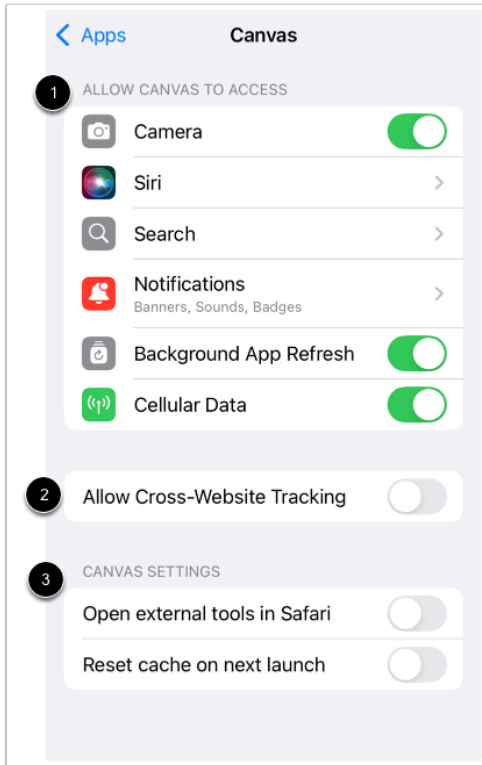 Apps
Canvas
1
ALLOW CANVAS TO ACCESS
Camera
Siri
Search
Notifications
Banners, Sounds, Badges
Background App Refresh
Cellular Data
2
Allow Cross-Website Tracking
3
CANVAS SETTINGS
Open external tools in Safari
Reset cache on next launch